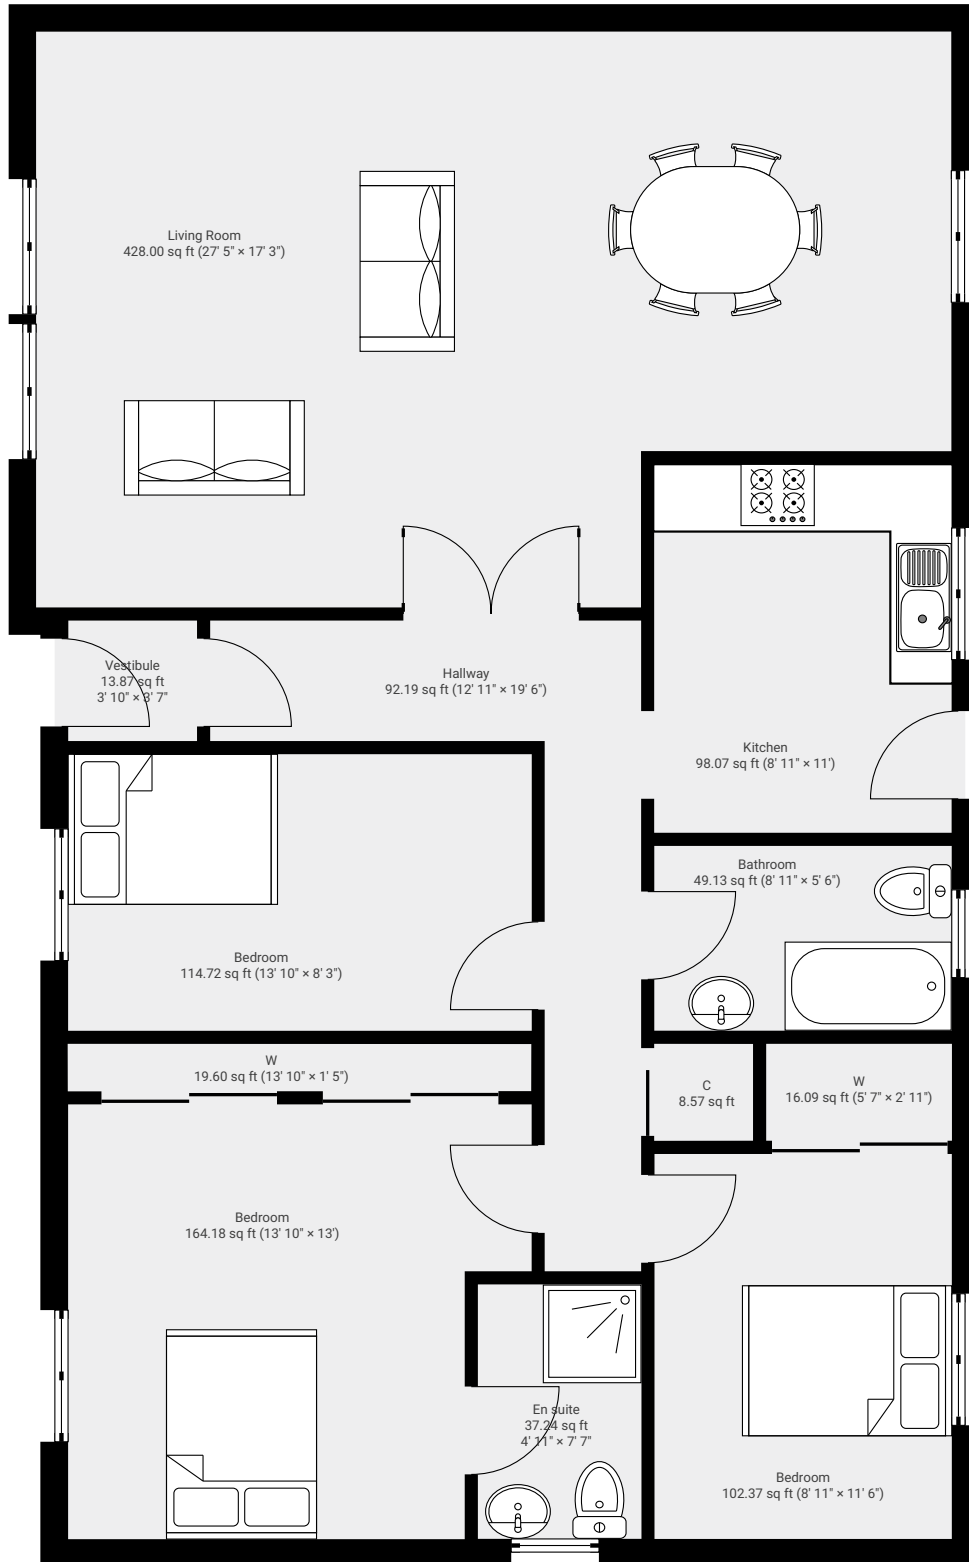 Living Room
428.00 sq ft (27' 5" × 17' 3")
Vestibule
13.87 sq ft
3' 10" × 3' 7"
Hallway
92.19 sq ft (12' 11" × 19' 6")
Kitchen
98.07 sq ft (8' 11" × 11')
Bathroom
49.13 sq ft (8' 11" × 5' 6")
Bedroom
114.72 sq ft (13' 10" × 8' 3")
W
19.60 sq ft (13' 10" × 1' 5")
C
8.57 sq ft
W
16.09 sq ft (5' 7" × 2' 11")
Bedroom
164.18 sq ft (13' 10" × 13')
En suite
37.24 sq ft
4' 11" × 7' 7"
Bedroom
102.37 sq ft (8' 11" × 11' 6")